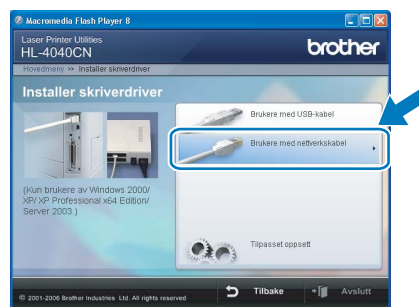 Macromedia Flash Player 8
Laser Printer Utilities
HL-4040CN
brother
Hovedmeny >> Installer skriverdriver
Installer skriverdriver
Brukere med USB-kabel
Brukere med nettverkskabel
(Kun brukere av Windows 2000/
XP/ XP Professional x64 Edition/
Server 2003.)
Tilpasset oppsett
© 2001-2006 Brother Industries Ltd. All rights reserved
Tilbake
Avslutt